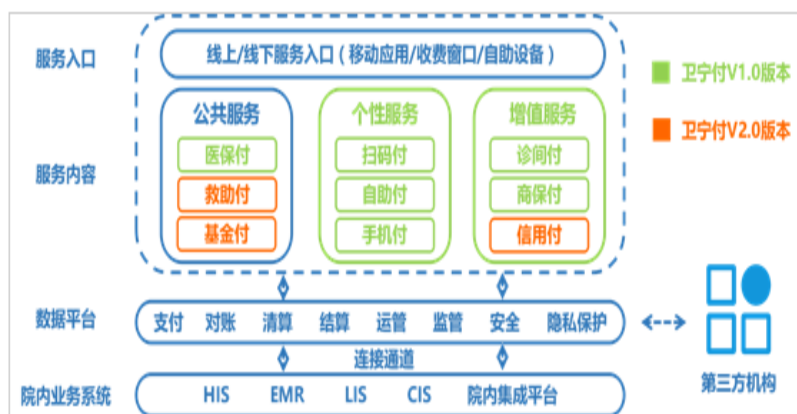 服务入口
线上/线下服务入口（移动应用/收费窗口/自助设备）
卫宁付V1.0版本
卫宁付V2.0版本
服务内容
公共服务
医保付
救助付
基金付
个性服务
扫码付
自助付
手机付
增值服务
诊间付
商保付
信用付
数据平台
支付 对账 清算 结算 运管 监管 安全 隐私保护
连接通道
第三方机构
院内业务系统
HIS EMR LIS CIS 院内集成平台